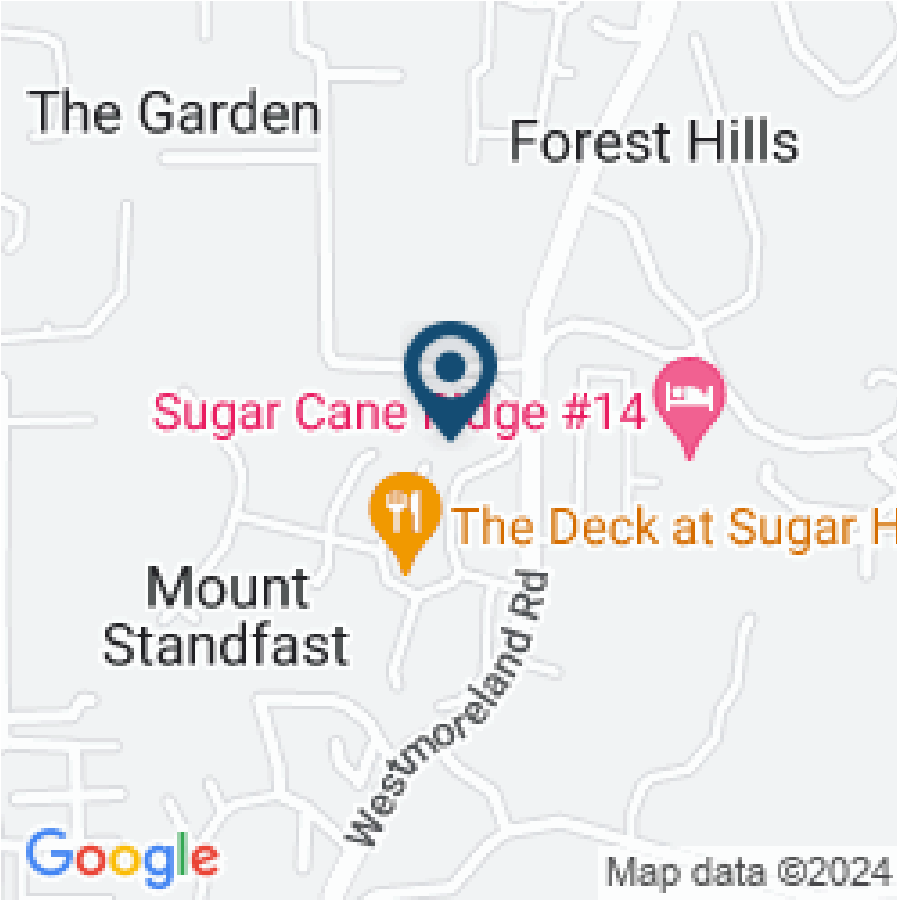 The Garden
Forest Hills
Sugar Cane Ridge #14
The Deck at Sugar H
Mount
Standfast
Westmoreland Rd
Google
Map data ©2024